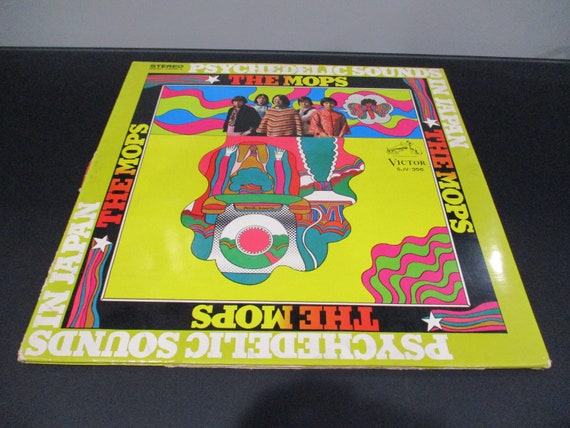 STEREO
PSYCHEDELIC SOUNDS
IN JAPAN
THE MOPS
THE MOPS
VICTOR
SJV-356
THE MOPS
THE MOPS
PSYCHEDELIC SOUNDS
IN JAPAN